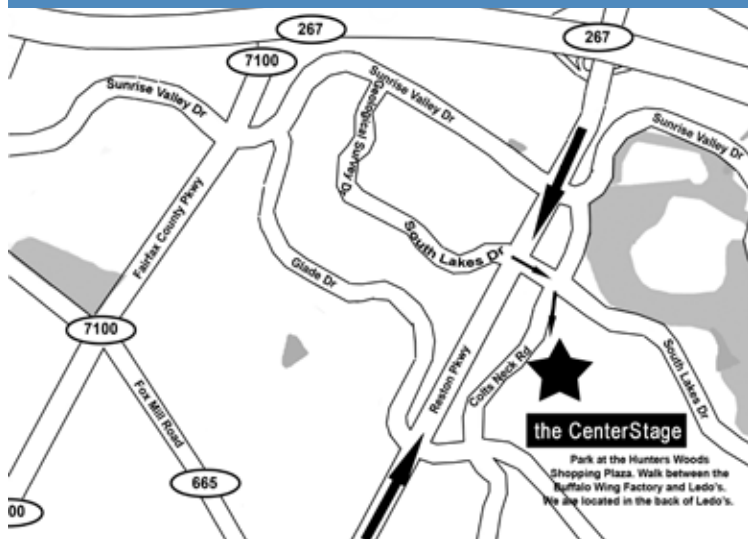 267
267
7100
Sunrise Valley Dr
Sunrise Valley Dr
Geological Survey Dr
Sunrise Valley Dr
Fairfax County Pkwy
South Lakes Dr
Glade Dr
7100
Reston Pkwy
Colts Neck Rd
South Lakes Dr
Fox Mill Road
the CenterStage
Park at the Hunters Woods
Shopping Plaza. Walk between the
Buffalo Wing Factory and Ledo's.
We are located in the back of Ledo's.
665
00